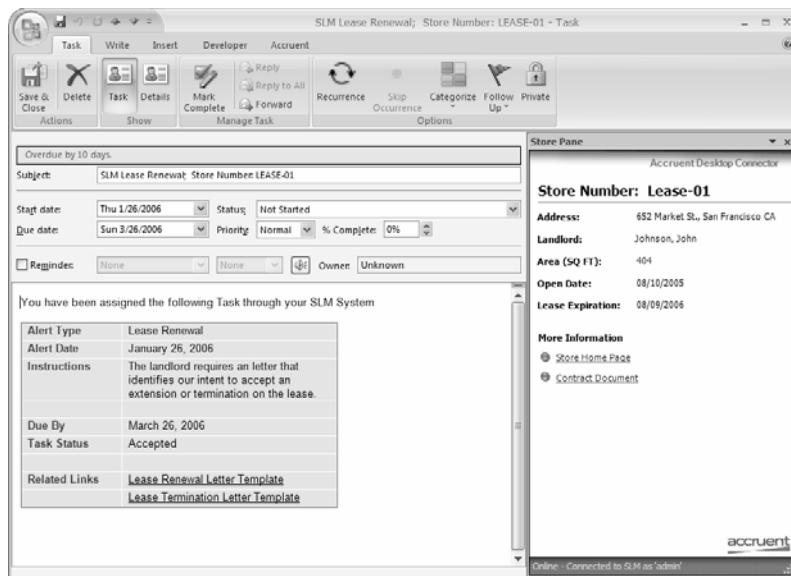 SLM Lease Renewal; Store Number: LEASE-01 - Task
Task Write Insert Developer Accruent
Save & Close Delete Task Details Mark Complete Reply Reply to All Forward Recurrence Skip Occurrence Categorize Follow Up Private
Actions Show Manage Task Options
Overdue by 10 days.
Subject: SLM Lease Renewal; Store Number: LEASE-01
Start date: Thu 1/26/2006 Status: Not Started
Due date: Sun 3/26/2006 Priority: Normal % Complete: 0%
Reminder: None None Owner: Unknown
You have been assigned the following Task through your SLM System
Alert Type Lease Renewal
Alert Date January 26, 2006
Instructions The landlord requires an letter that
identifies our intent to accept an
extension or termination on the lease.
Due By March 26, 2006
Task Status Accepted
Related Links Lease Renewal Letter Template
Lease Termination Letter Template
Store Pane
Accruent Desktop Connector
Store Number: Lease-01
Address: 652 Market St., San Francisco CA
Landlord: Johnson, John
Area (SQ FT): 404
Open Date: 08/10/2005
Lease Expiration: 08/09/2006
More Information
Store Home Page
Contract Document
accruent
Online - Connected to SLM as 'admin'